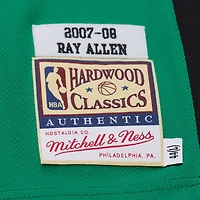 2007-08
RAY ALLEN
NBA
HARDWOOD
CLASSICS
AUTHENTIC
NOSTALGIA CO.
Mitchell & Ness
PHILADELPHIA, PA.